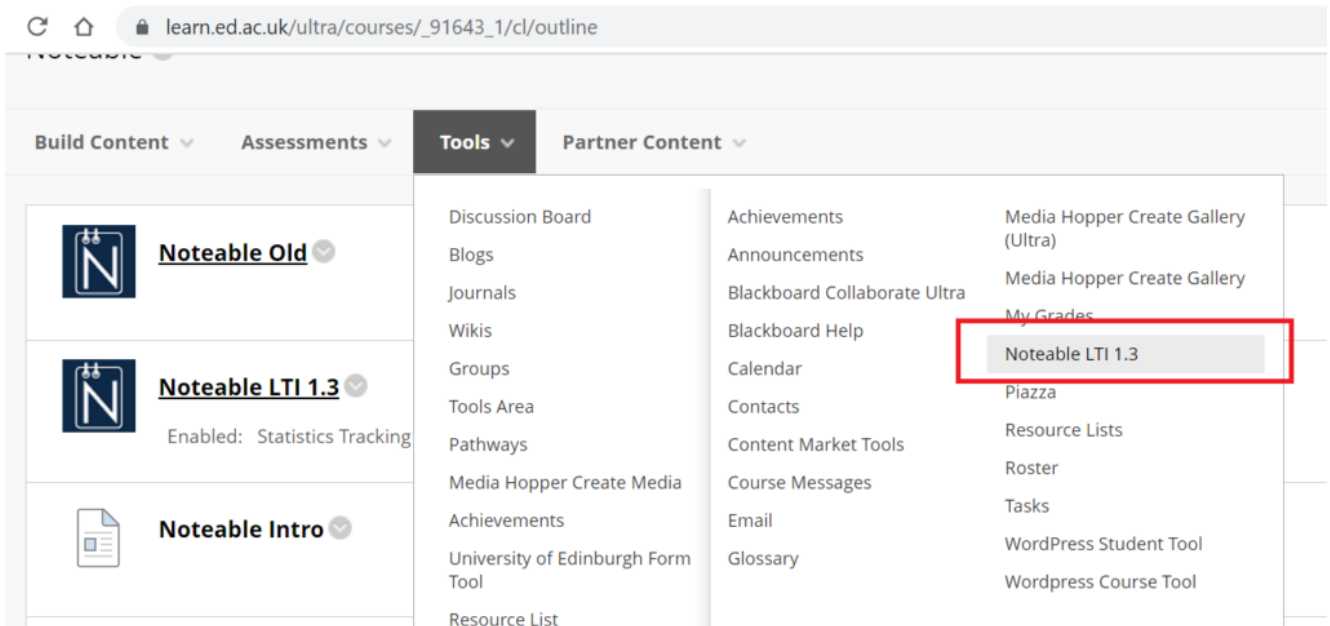 learn.ed.ac.uk/ultra/courses/_91643_1/cl/outline
Noteable
Build Content
Assessments
Tools
Partner Content
Noteable Old
Noteable LTI 1.3
Enabled: Statistics Tracking
Noteable Intro
Discussion Board
Blogs
Journals
Wikis
Groups
Tools Area
Pathways
Media Hopper Create Media
Achievements
University of Edinburgh Form
Tool
Resource List
Achievements
Announcements
Blackboard Collaborate Ultra
Blackboard Help
Calendar
Contacts
Content Market Tools
Course Messages
Email
Glossary
Media Hopper Create Gallery
(Ultra)
Media Hopper Create Gallery
My Grades
Noteable LTI 1.3
Piazza
Resource Lists
Roster
Tasks
WordPress Student Tool
Wordpress Course Tool
N
N